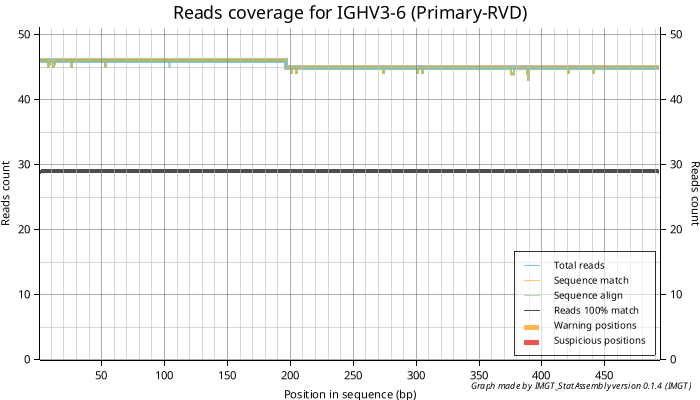 Reads coverage for IGHV3-6 (Primary-RVD)
50
50
40
40
30
30
20
20
10
10
0
0
Reads count
Reads count
Total reads
Sequence match
Sequence align
Reads 100% match
Warning positions
Suspicious positions
50 100 150 200 250 300 350 400 450
Position in sequence (bp)
Graph made by IMGT_StatAssembly version 0.1.4 (IMGT)